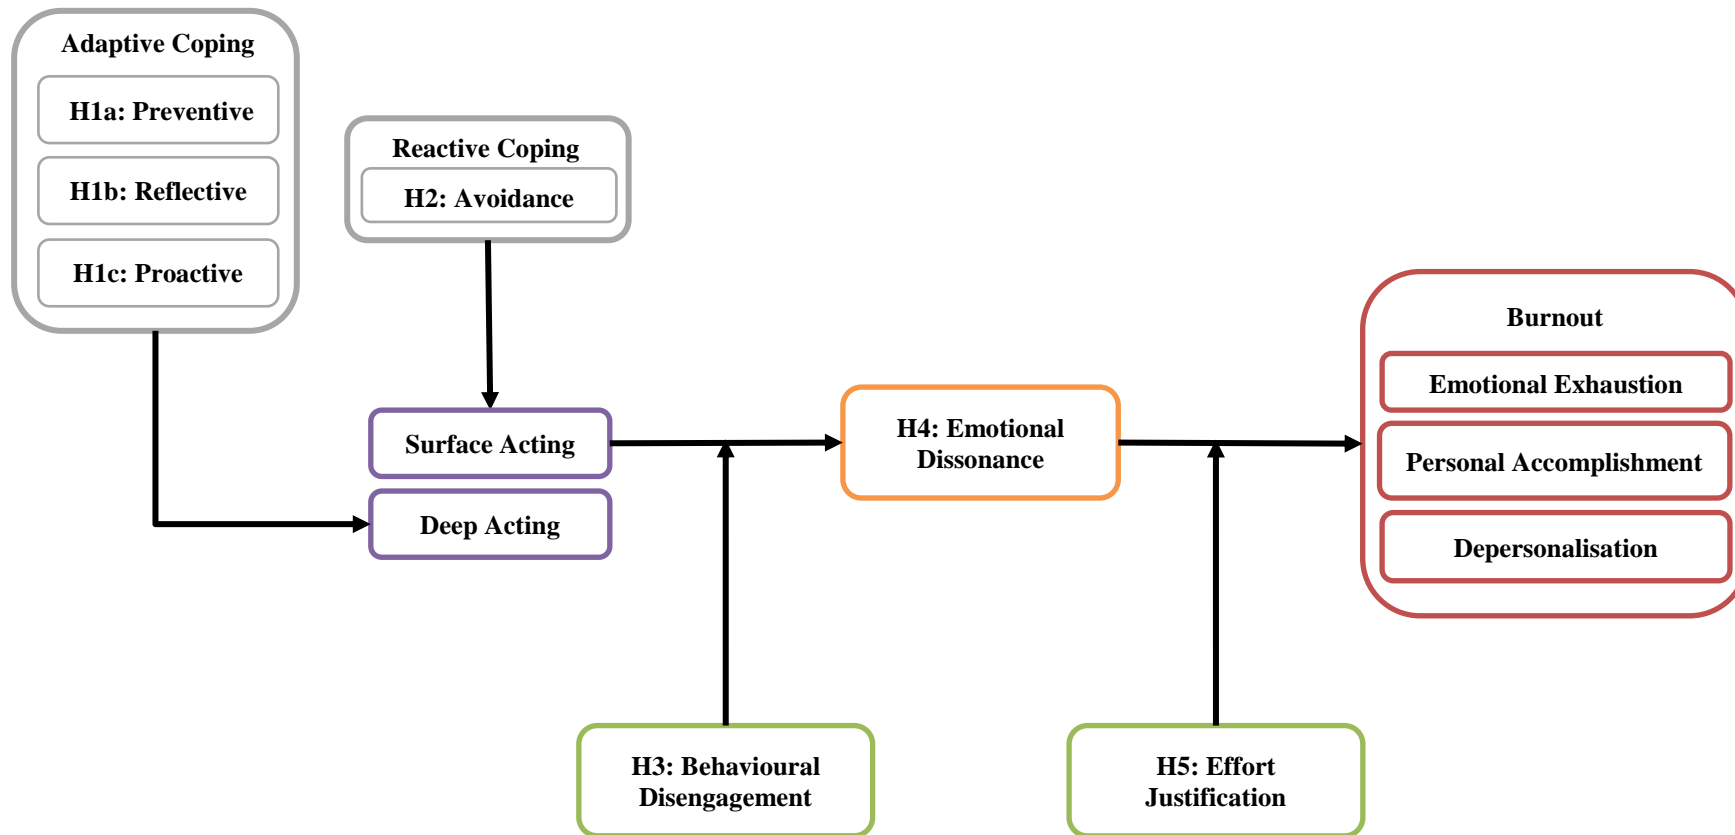 Adaptive Coping
H1a: Preventive
H1b: Reflective
H1c: Proactive
Reactive Coping
H2: Avoidance
Surface Acting
Deep Acting
H4: Emotional
Dissonance
Burnout
Emotional Exhaustion
Personal Accomplishment
Depersonalisation
H3: Behavioural
Disengagement
H5: Effort
Justification